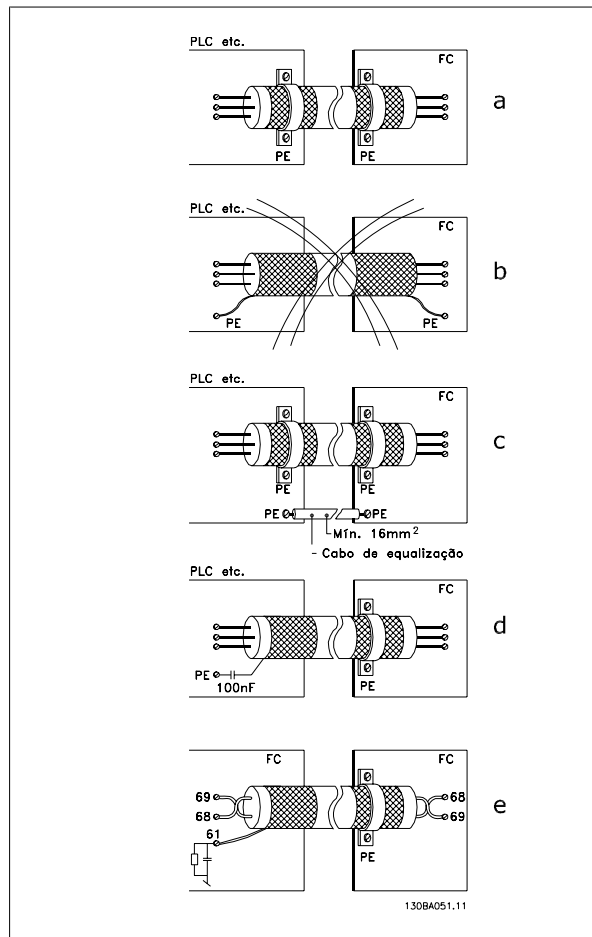 PLC etc.
FC
PE
PE
a
PLC etc.
FC
PE
PE
b
PLC etc.
FC
PE
PE
PE
PE
Mín. 16mm²
Cabo de equalização
c
PLC etc.
FC
PE
100nF
PE
d
FC
69
68
61
68
69
PE
e
130BA051.11